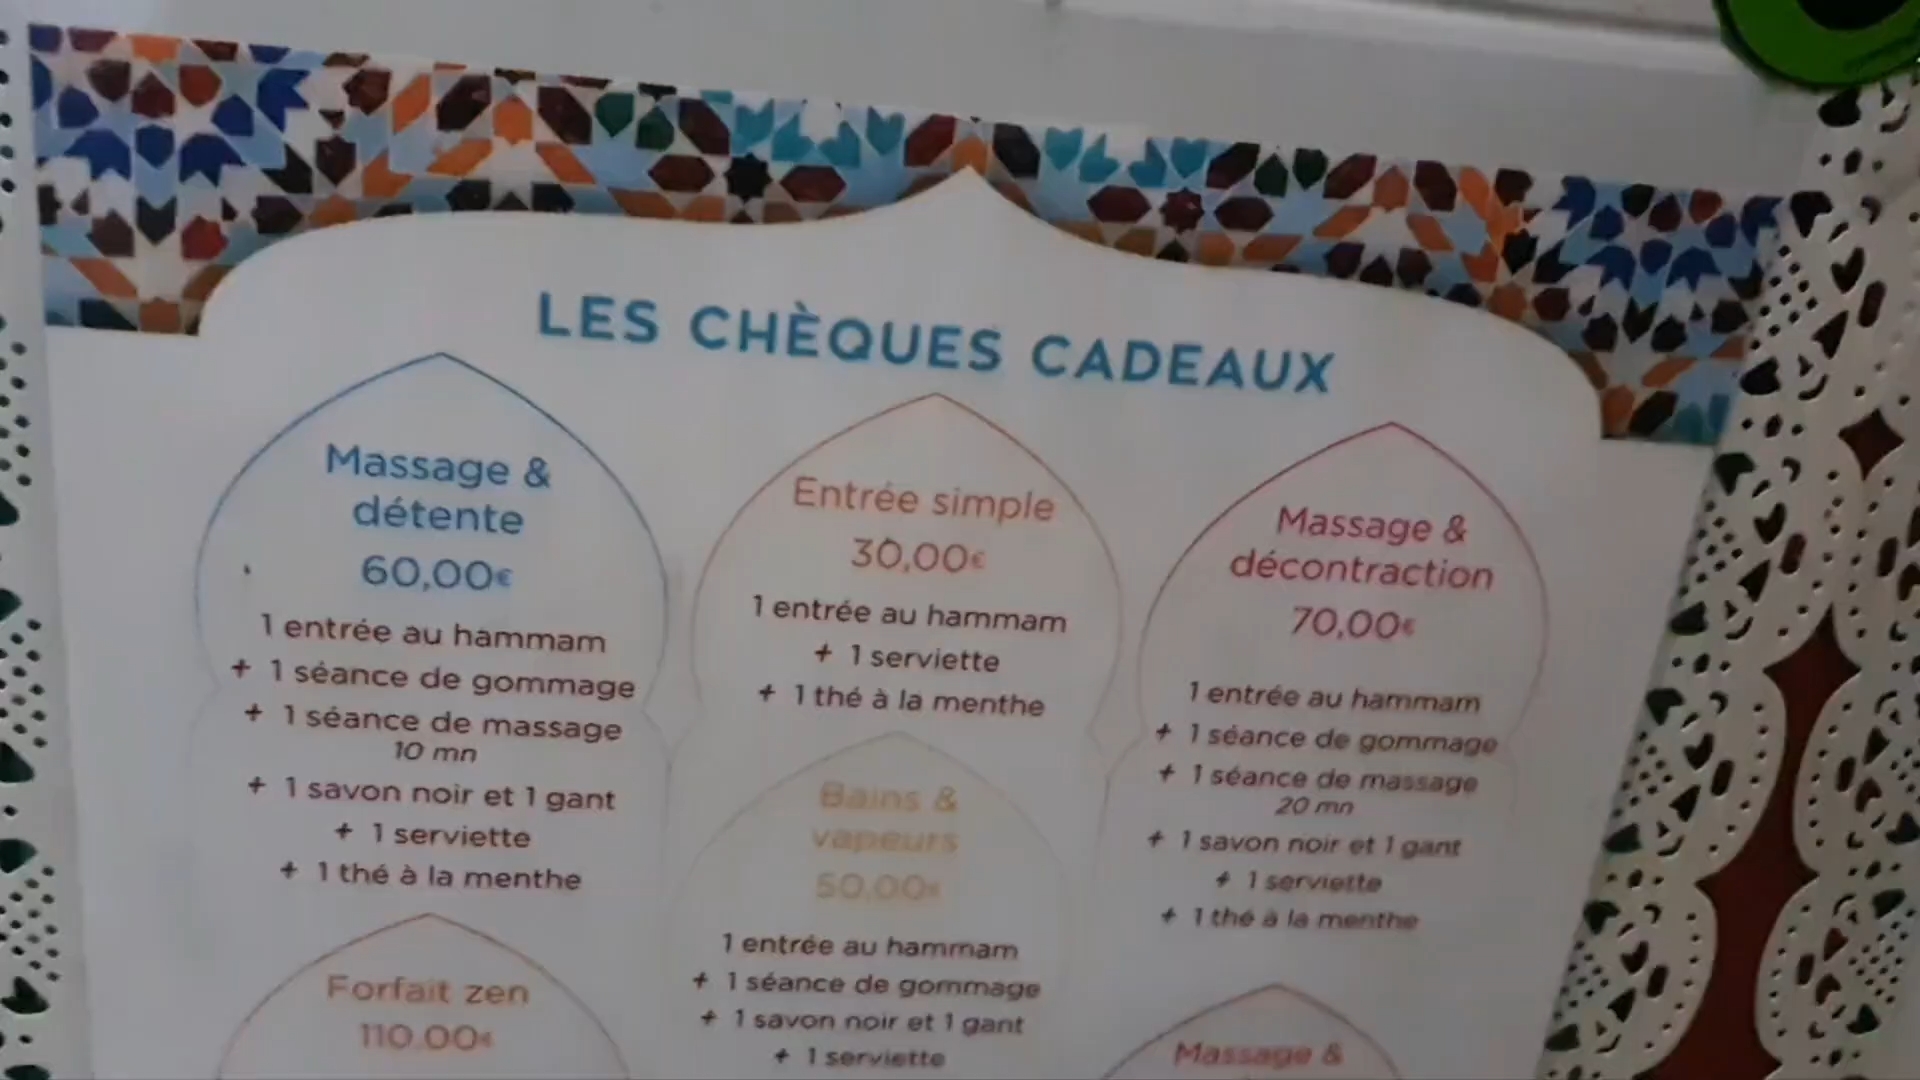 LES CHÈQUES CADEAUX
Massage &
détente
60,00€
1 entrée au hammam
+ 1 séance de gommage
+ 1 séance de massage
10 mn
+ 1 savon noir et 1 gant
+ 1 serviette
+ 1 thé à la menthe
Entrée simple
30,00€
1 entrée au hammam
+ 1 serviette
+ 1 thé à la menthe
Massage &
décontraction
70,00€
1 entrée au hammam
+ 1 séance de gommage
+ 1 séance de massage
20 mn
+ 1 savon noir et 1 gant
+ 1 serviette
+ 1 thé à la menthe
Bains &
vapeurs
50,00€
1 entrée au hammam
+ 1 séance de gommage
+ 1 savon noir et 1 gant
+ 1 serviette
Forfait zen
110,00€
Massage &